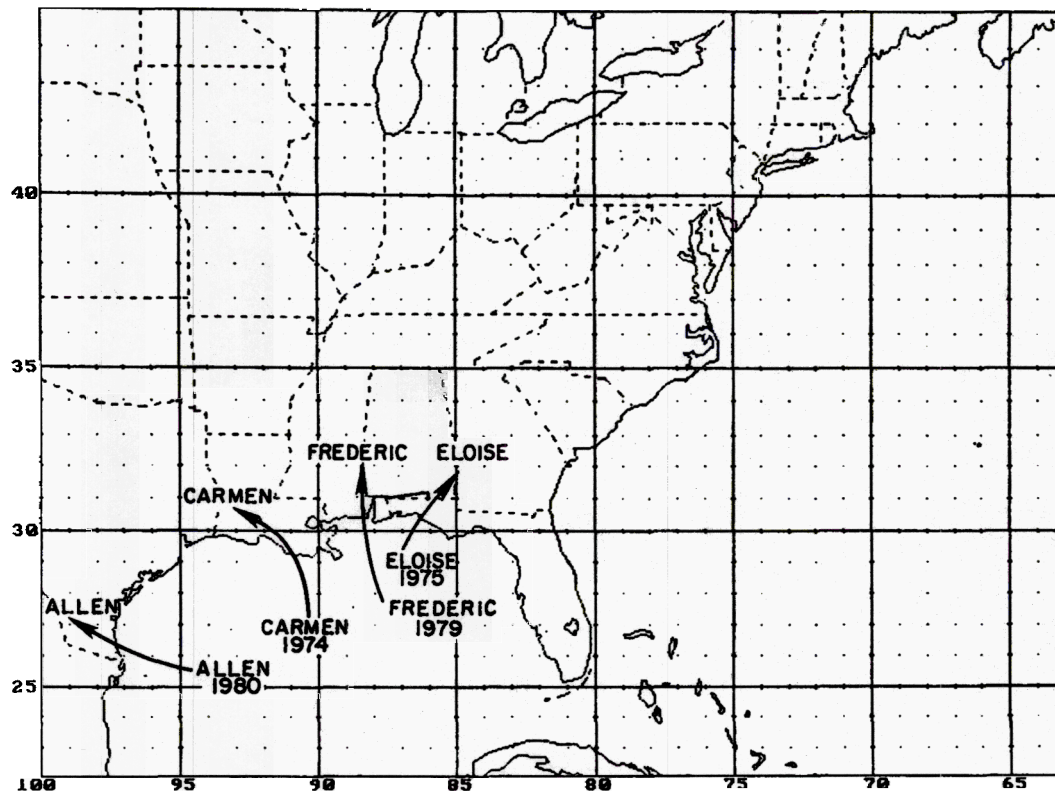 40
35
FREDERIC ELOISE
CARMEN
30
ELOISE
1975
ALLEN
FREDERIC
1979
CARMEN
1974
ALLEN
1980
25
100 95 90 85 80 75 70 65